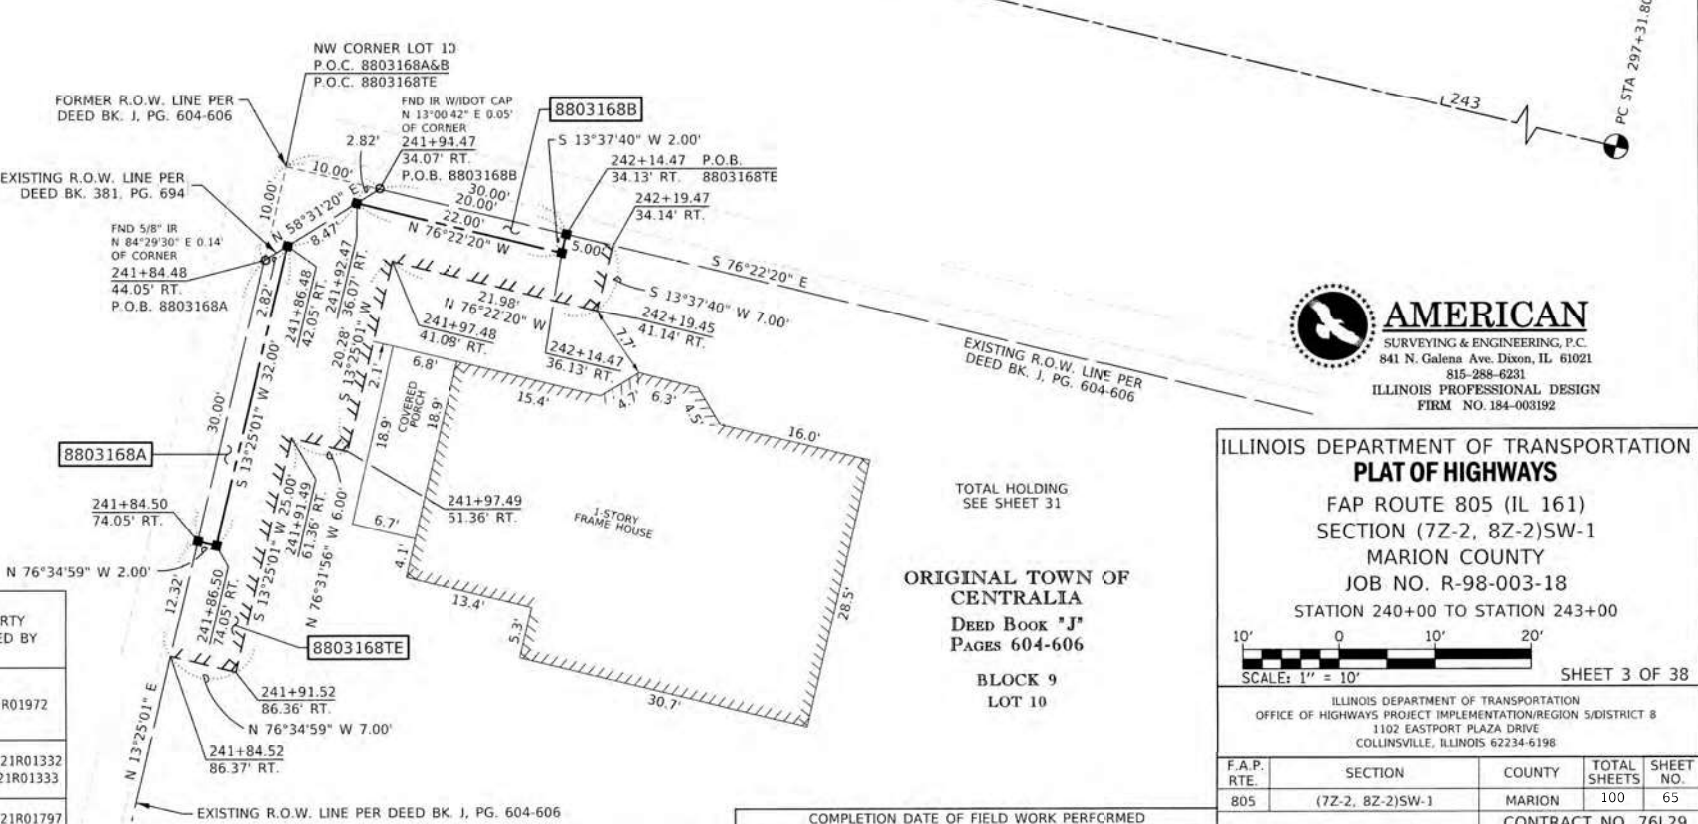 PC STA 297+31.80
243
NW CORNER LOT 10
P.O.C. 8803168A&B
P.O.C. 8803168TE
FORMER R.O.W. LINE PER
DEED BK. J, PG. 604-606
FND IR W/IDOT CAP
N 13°00'42" E 0.05'
OF CORNER
241+94.47
34.07' RT.
P.O.B. 8803168B
8803168B
2.82'
S 13°37'40" W 2.00'
242+14.47 P.O.B.
34.13' RT. 8803168TE
242+19.47
34.14' RT.
EXISTING R.O.W. LINE PER
DEED BK. 381, PG. 694
10.00'
10.00'
N 58°31'20" E
8.47'
30.00'
20.00'
22.00'
N 76°22'20" W
5.00'
S 76°22'20" E
FND 5/8" IR
N 84°29'30" E 0.14'
OF CORNER
241+84.48
44.05' RT.
P.O.B. 8803168A
2.82'
241+86.48
42.05' RT.
241+92.47
36.07' RT.
20.28'
S 13°25'01" W
21.98'
N 76°22'20" W
S 13°37'40" W 7.00'
242+19.45
41.14' RT.
241+97.48
41.08' RT.
242+14.47
36.13' RT.
7.7'
EXISTING R.O.W. LINE PER
DEED BK. J, PG. 604-606
2.1'
6.8'
COVERED
PORCH
18.9'
18.9'
15.4'
4.7'
6.3'
4.5'
16.0'
30.00'
S 13°25'01" W 32.00'
8803168A
241+84.50
74.05' RT.
S 13°25'01" W 25.00'
241+91.49
61.36' RT.
N 76°31'56" W 6.00'
241+97.49
51.36' RT.
6.7'
4.1'
1-STORY
FRAME HOUSE
13.4'
5.3'
28.5'
30.7'
N 76°34'59" W 2.00'
12.32'
241+86.50
74.05' RT.
8803168TE
241+91.52
86.36' RT.
N 76°34'59" W 7.00'
241+84.52
86.37' RT.
N 13°25'01" E
EXISTING R.O.W. LINE PER DEED BK. J, PG. 604-606
TOTAL HOLDING
SEE SHEET 31
ORIGINAL TOWN OF
CENTRALIA
DEED BOOK "J"
PAGES 604-606
BLOCK 9
LOT 10
RTY
ED BY
R01972
21R01332
21R01333
21R01797
COMPLETION DATE OF FIELD WORK PERFORMED
AMERICAN
SURVEYING & ENGINEERING, P.C.
841 N. Galena Ave. Dixon, IL 61021
815-288-6231
ILLINOIS PROFESSIONAL DESIGN
FIRM NO. 184-003192
ILLINOIS DEPARTMENT OF TRANSPORTATION
PLAT OF HIGHWAYS
FAP ROUTE 805 (IL 161)
SECTION (7Z-2, 8Z-2)SW-1
MARION COUNTY
JOB NO. R-98-003-18
STATION 240+00 TO STATION 243+00
10' 0 10' 20'
SCALE: 1" = 10'
SHEET 3 OF 38
ILLINOIS DEPARTMENT OF TRANSPORTATION
OFFICE OF HIGHWAYS PROJECT IMPLEMENTATION/REGION 5/DISTRICT 8
1102 EASTPORT PLAZA DRIVE
COLLINSVILLE, ILLINOIS 62234-6198
F.A.P. RTE. SECTION COUNTY TOTAL SHEETS SHEET NO.
805 (7Z-2, 8Z-2)SW-1 MARION 100 65
CONTRACT NO. 76L29